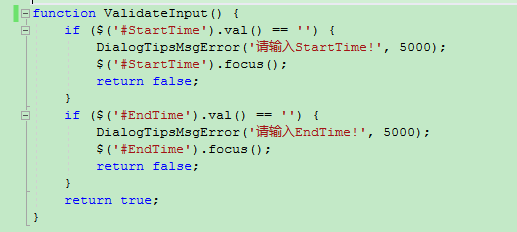 function ValidateInput() {
if ($('#StartTime').val() == '') {
DialogTipsMsgError('请输入StartTime!', 5000);
$('#StartTime').focus();
return false;
}
if ($('#EndTime').val() == '') {
DialogTipsMsgError('请输入EndTime!', 5000);
$('#EndTime').focus();
return false;
}
return true;
}